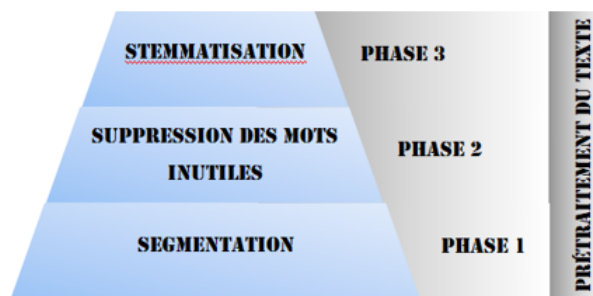 STEMMATISATION
PHASE 3
SUPPRESSION DES MOTS
INUTILES
PHASE 2
SEGMENTATION
PHASE 1
PRÉTRAITEMENT DU TEXTE